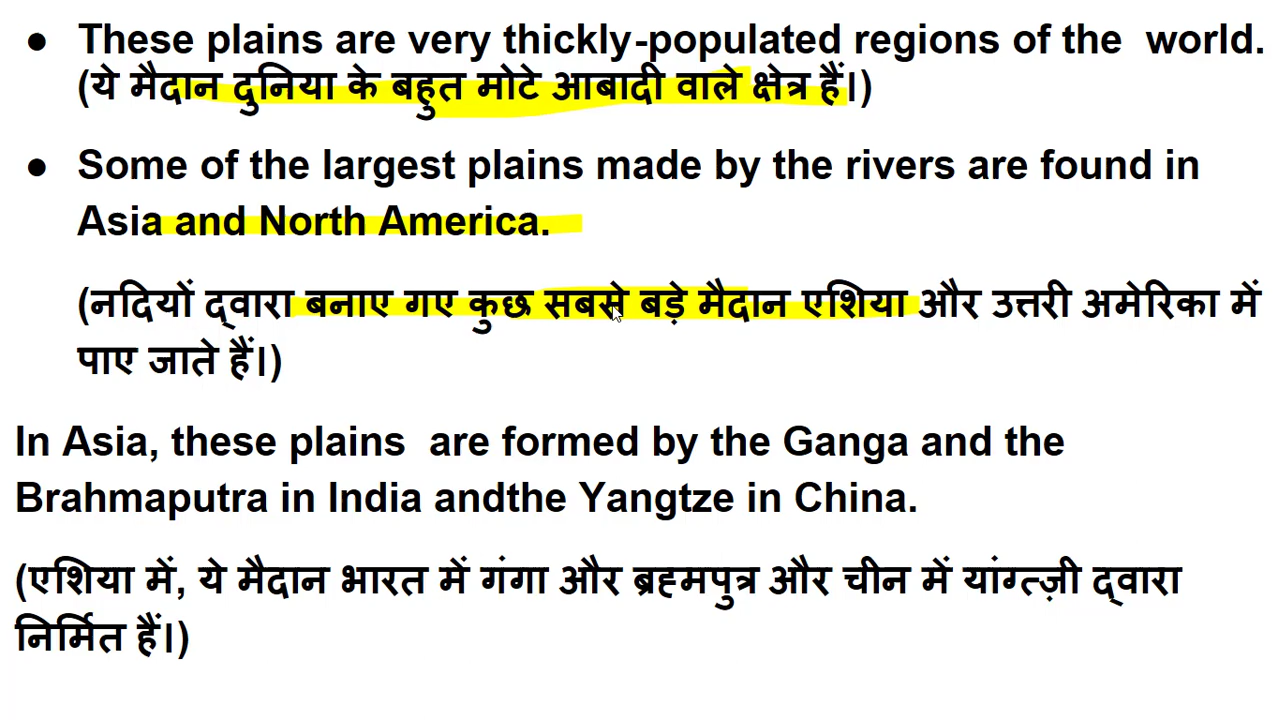 ● These plains are very thickly-populated regions of the world.
(ये मैदान दुनिया के बहुत मोटे आबादी वाले क्षेत्र हैं।)
● Some of the largest plains made by the rivers are found in
Asia and North America.
(नदियों द्वारा बनाए गए कुछ सबसे बड़े मैदान एशिया और उत्तरी अमेरिका में
पाए जाते हैं।)
In Asia, these plains are formed by the Ganga and the
Brahmaputra in India andthe Yangtze in China.
(एशिया में, ये मैदान भारत में गंगा और ब्रह्मपुत्र और चीन में यांग्त्ज़ी द्वारा
निर्मित हैं।)